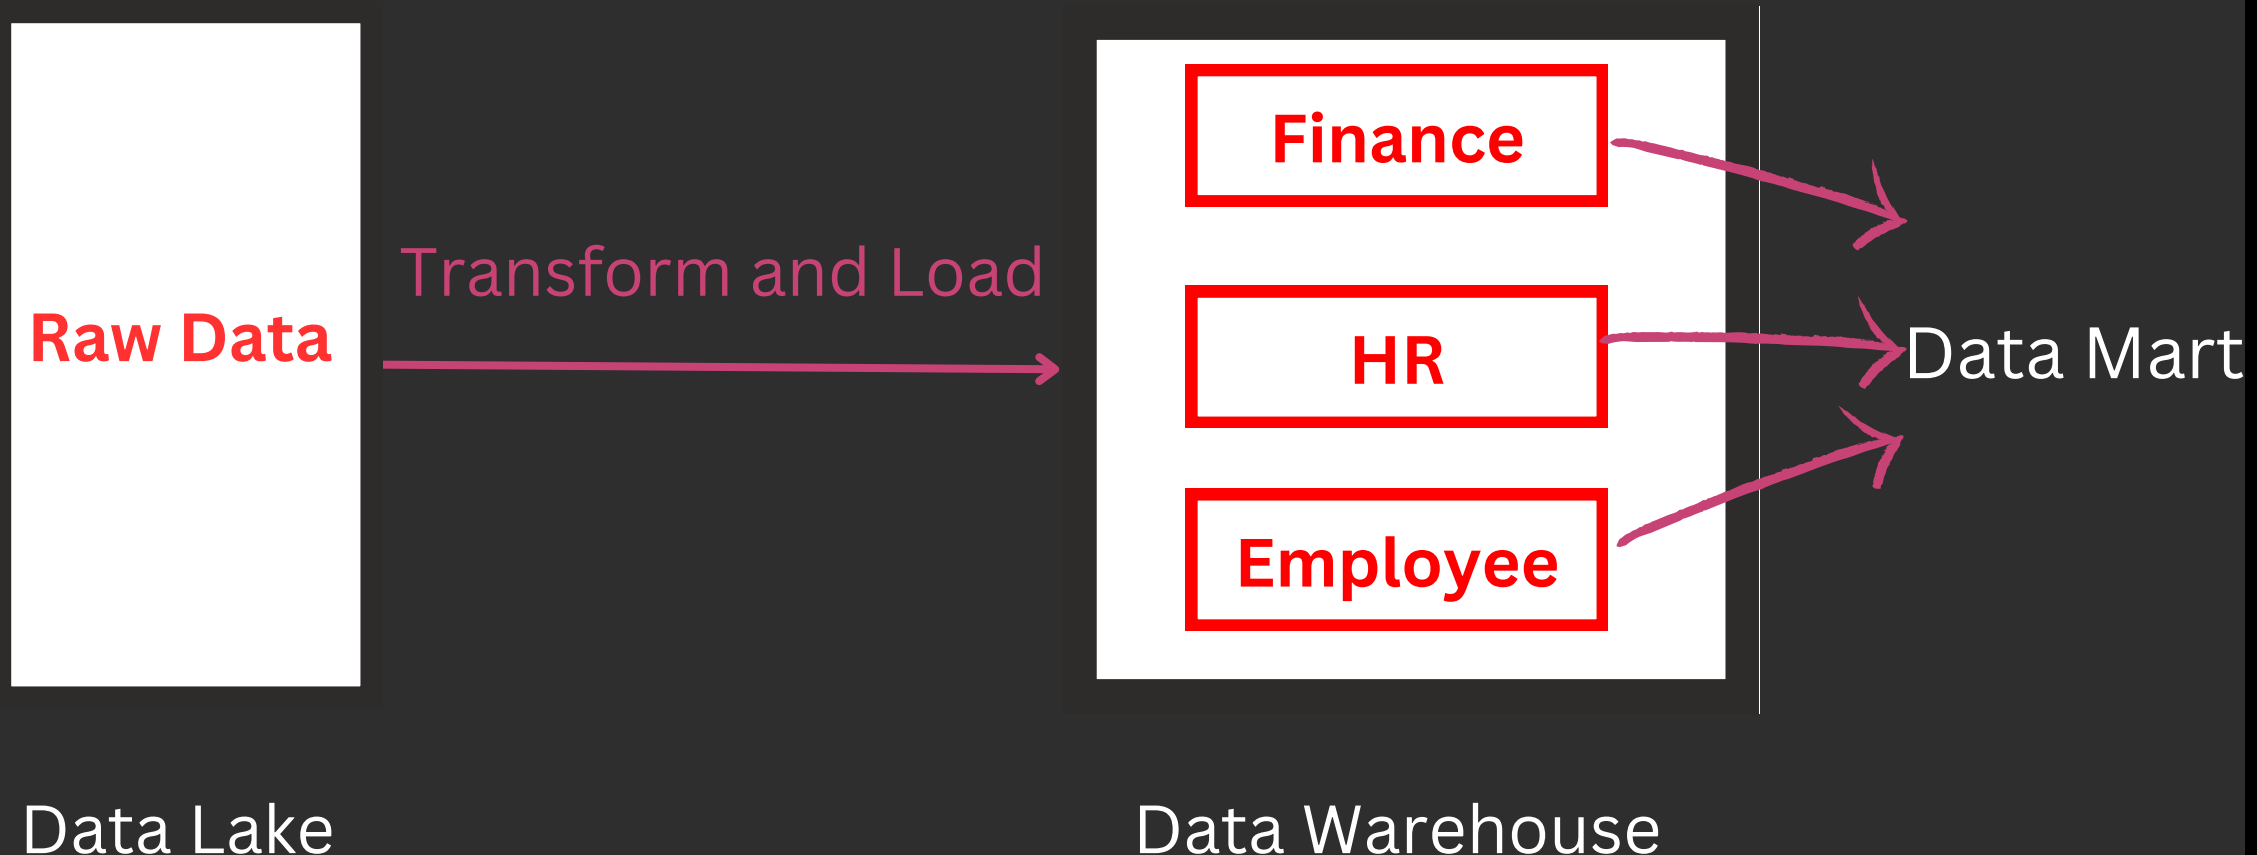 Raw Data
Transform and Load
Finance
HR
Employee
Data Mart
Data Lake
Data Warehouse